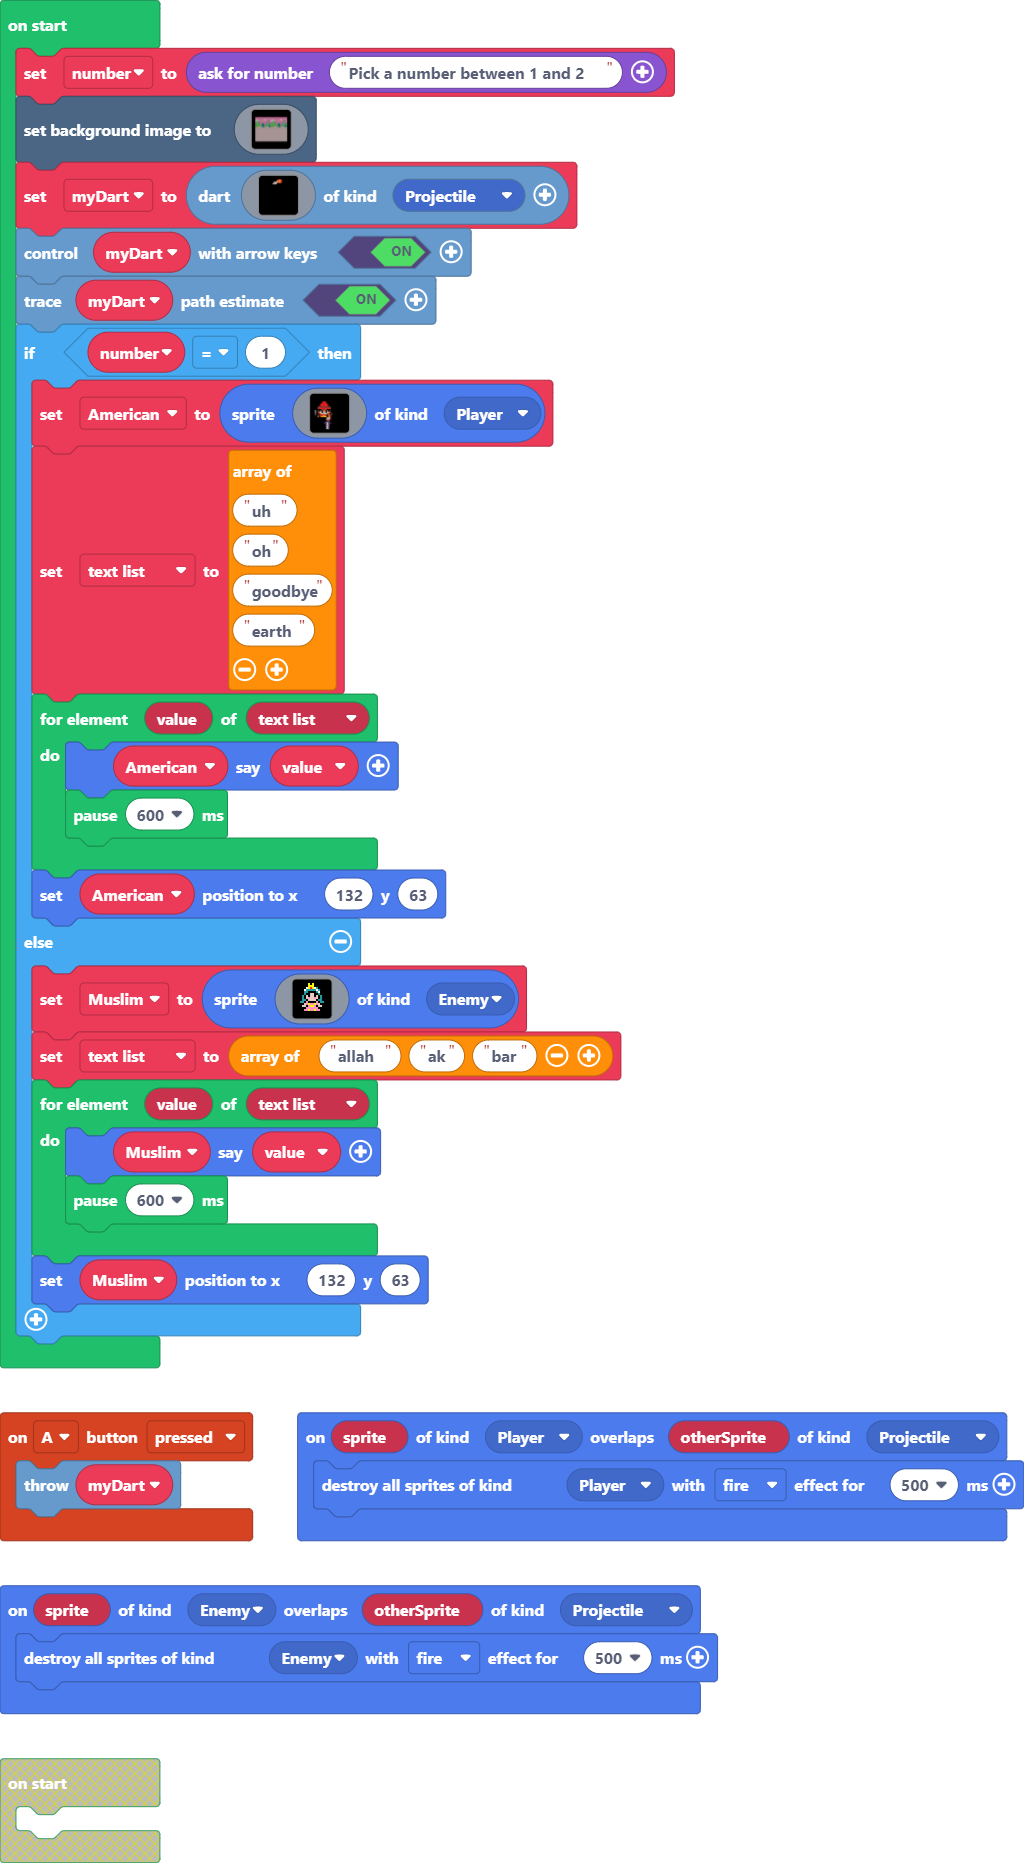 on start
set number to ask for number "Pick a number between 1 and 2"
set background image to
set myDart to dart of kind Projectile
control myDart with arrow keys ON
trace myDart path estimate ON
if number = 1 then
set American to sprite of kind Player
array of
"uh"
"oh"
set text list to
"goodbye"
"earth"
for element value of text list
do American say value
pause 600 ms
set American position to x 132 y 63
else
set Muslim to sprite of kind Enemy
set text list to array of "allah" "ak" "bar"
for element value of text list
do Muslim say value
pause 600 ms
set Muslim position to x 132 y 63
on A button pressed
throw myDart
on sprite of kind Player overlaps otherSprite of kind Projectile
destroy all sprites of kind Player with fire effect for 500 ms
on sprite of kind Enemy overlaps otherSprite of kind Projectile
destroy all sprites of kind Enemy with fire effect for 500 ms
on start